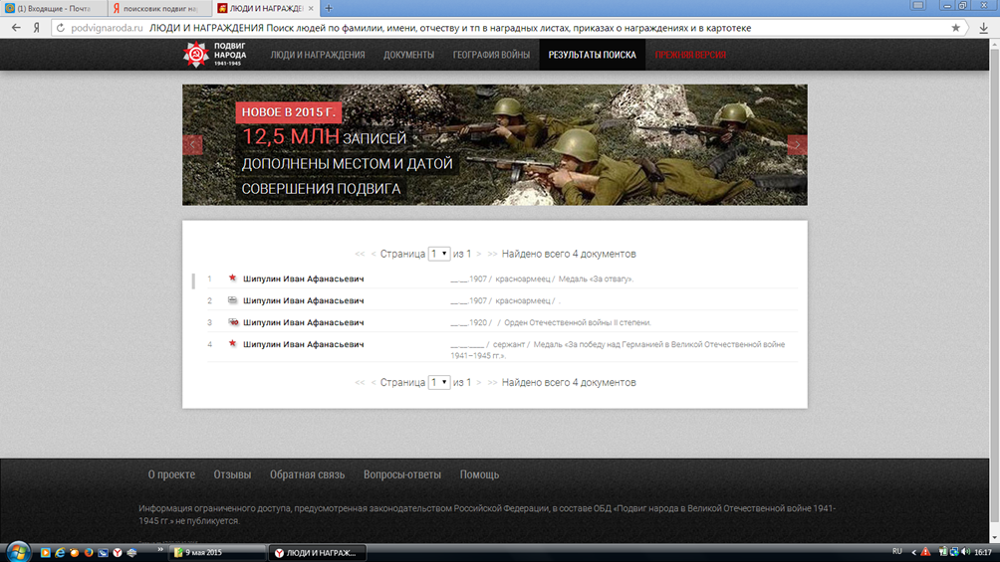 (1) Входящие - Почта
поисковик подвиг на
ЛЮДИ И НАГРАЖДЕН
podvignaroda.ru ЛЮДИ И НАГРАЖДЕНИЯ Поиск людей по фамилии, имени, отчеству и тп в наградных листах, приказах о награждениях и в картотеке
ПОДВИГ
НАРОДА
1941-1945
ЛЮДИ И НАГРАЖДЕНИЯ
ДОКУМЕНТЫ
ГЕОГРАФИЯ ВОЙНЫ
РЕЗУЛЬТАТЫ ПОИСКА
ПРЕЖНЯЯ ВЕРСИЯ
НОВОЕ В 2015 Г.
12,5 МЛН ЗАПИСЕЙ
ДОПОЛНЕНЫ МЕСТОМ И ДАТОЙ
СОВЕРШЕНИЯ ПОДВИГА
<< < Страница 1 из 1 > >> Найдено всего 4 документов
1 Шипулин Иван Афанасьевич __.__.1907 / красноармеец / Медаль «За отвагу».
2 Шипулин Иван Афанасьевич __.__.1907 / красноармеец / .
3 Шипулин Иван Афанасьевич __.__.1920 / / Орден Отечественной войны II степени.
4 Шипулин Иван Афанасьевич __.__.____ / сержант / Медаль «За победу над Германией в Великой Отечественной войне
1941–1945 гг.».
<< < Страница 1 из 1 > >> Найдено всего 4 документов
О проекте Отзывы Обратная связь Вопросы-ответы Помощь
Информация ограниченного доступа, предусмотренная законодательством Российской Федерации, в составе ОБД «Подвиг народа в Великой Отечественной войне 1941-
1945 гг.» не публикуется.
9 мая 2015
ЛЮДИ И НАГРАЖ...
RU
16:17